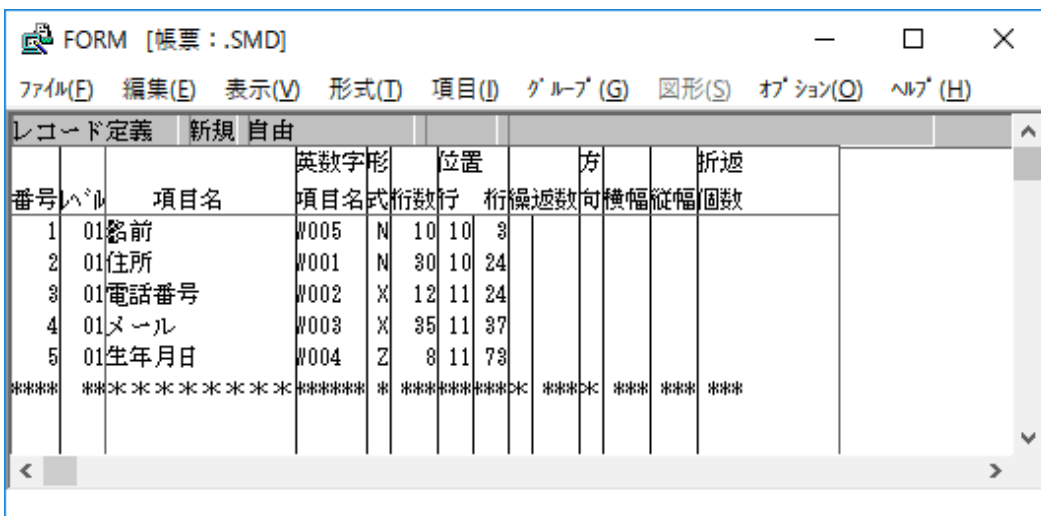 FORM [帳票：.SMD]
ﾌｧｲﾙ(F) 編集(E) 表示(V) 形式(T) 項目(I) ｸﾞﾙｰﾌﾟ(G) 図形(S) ｵﾌﾟｼｮﾝ(O) ﾍﾙﾌﾟ(H)
レコード定義 新規 自由
英数字 形 位置 方 折返
番号 ﾚﾍﾞﾙ 項目名 項目名 式 桁数 行 桁 繰返数 向 横幅 縦幅 個数
1 01 名前 W005 N 10 10 3
2 01 住所 W001 N 30 10 24
3 01 電話番号 W002 X 12 11 24
4 01 メール W003 X 35 11 37
5 01 生年月日 W004 Z 8 11 73
**** ** ＊＊＊＊＊＊＊＊＊ ****** * *** *** *** ＊ *** ＊ *** *** ***